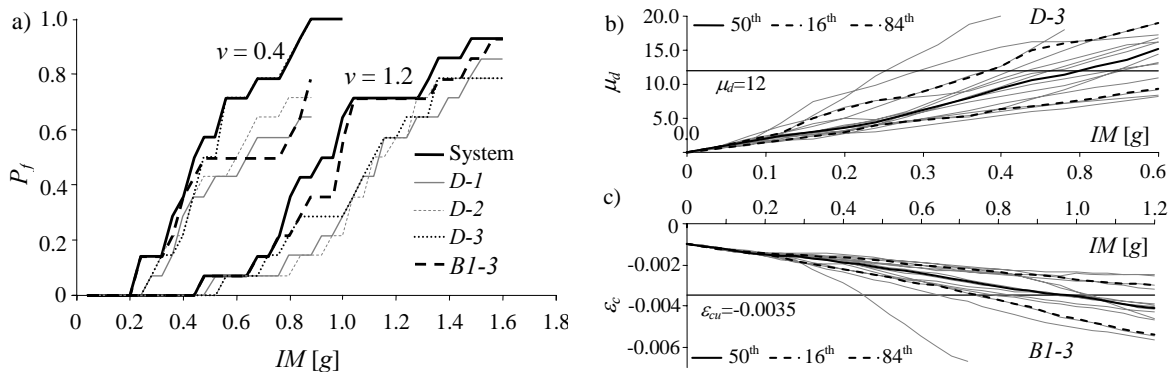 a)
1.0
0.8
0.6
0.4
0.2
0
P_f
ν = 0.4
ν = 1.2
System
D-1
D-2
D-3
B1-3
0.0 0.2 0.4 0.6 0.8 1.0 1.2 1.4 1.6 1.8
IM [g]
b)
20.0
15.0
10.0
5.0
0.0
μ_d
50th 16th 84th
D-3
μ_d=12
IM [g]
0.0 0.1 0.2 0.3 0.4 0.8 0.6
c)
0 0.2 0.4 0.6 0.8 1.0 1.2
IM [g]
0
-0.002
-0.004
-0.006
ε_c
ε_cu=-0.0035
50th 16th 84th
B1-3